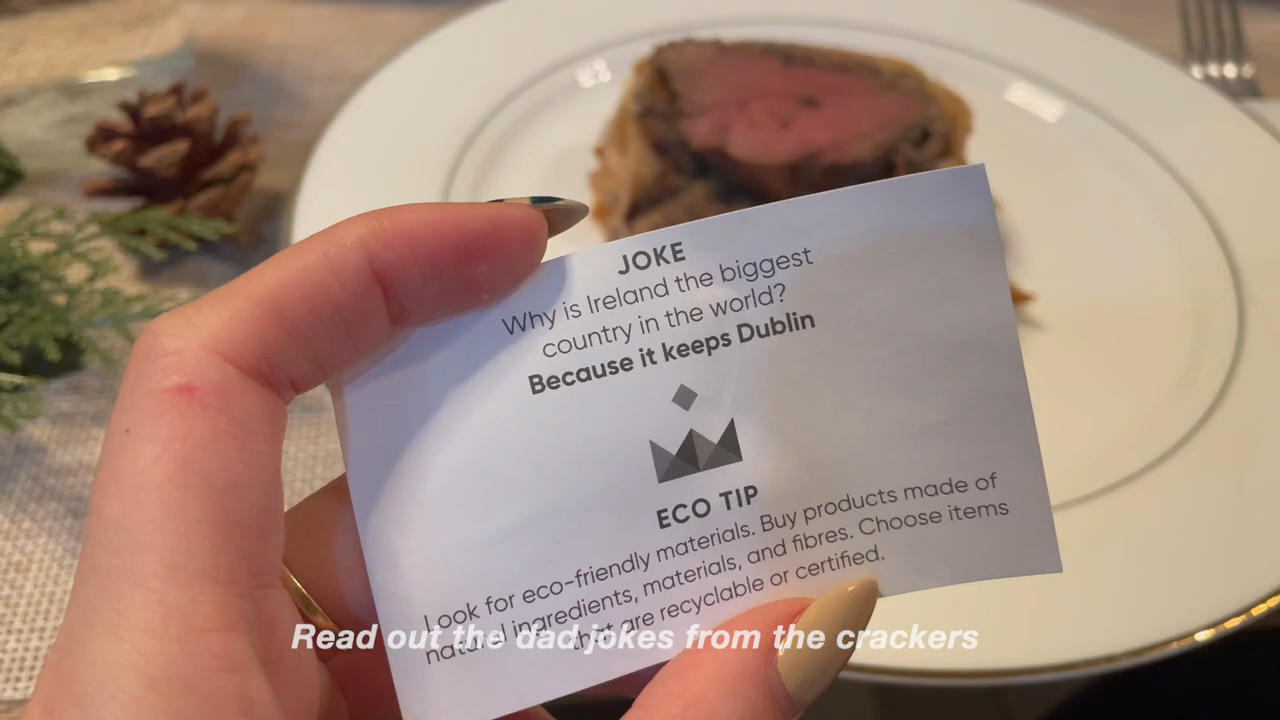 JOKE
Why is Ireland the biggest
country in the world?
Because it keeps Dublin
ECO TIP
Look for eco-friendly materials. Buy products made of
natural ingredients, materials, and fibres. Choose items
that are recyclable or certified.
Read out the dad jokes from the crackers